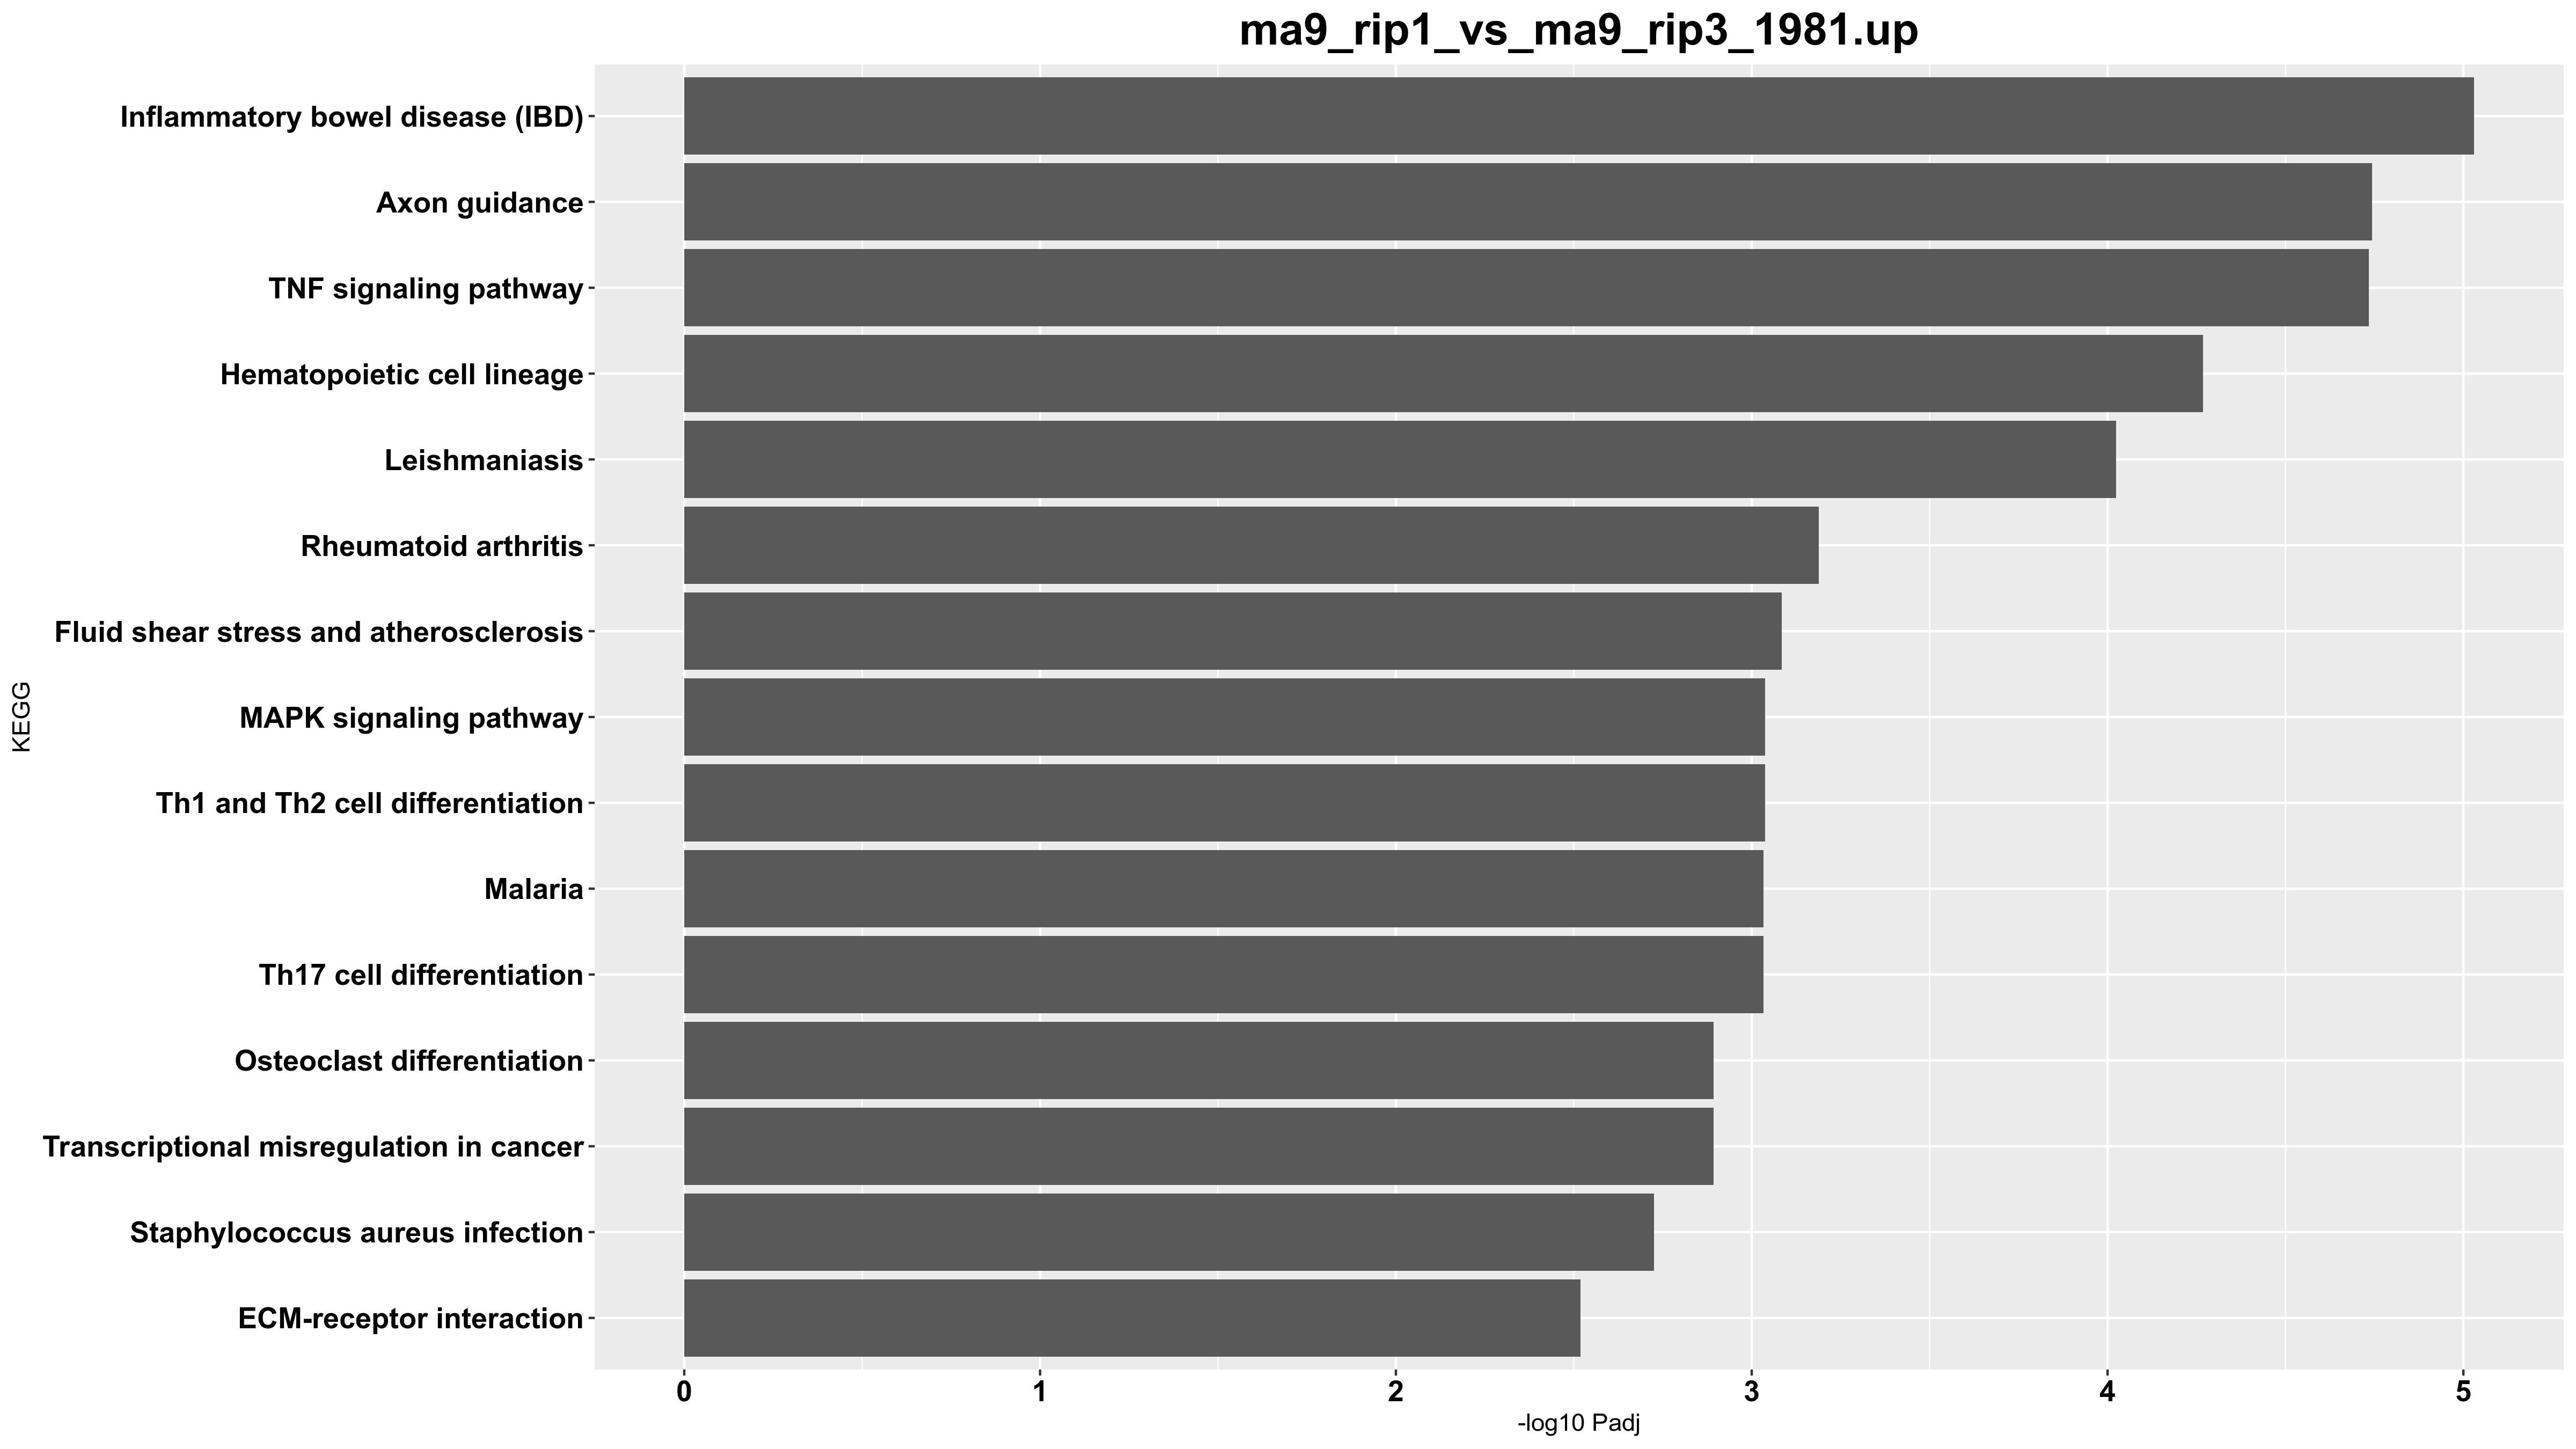 ma9_rip1_vs_ma9_rip3_1981.up
Inflammatory bowel disease (IBD)
Axon guidance
TNF signaling pathway
Hematopoietic cell lineage
Leishmaniasis
Rheumatoid arthritis
Fluid shear stress and atherosclerosis
MAPK signaling pathway
Th1 and Th2 cell differentiation
Malaria
Th17 cell differentiation
Osteoclast differentiation
Transcriptional misregulation in cancer
Staphylococcus aureus infection
ECM-receptor interaction
KEGG
0 1 2 3 4 5
-log10 Padj